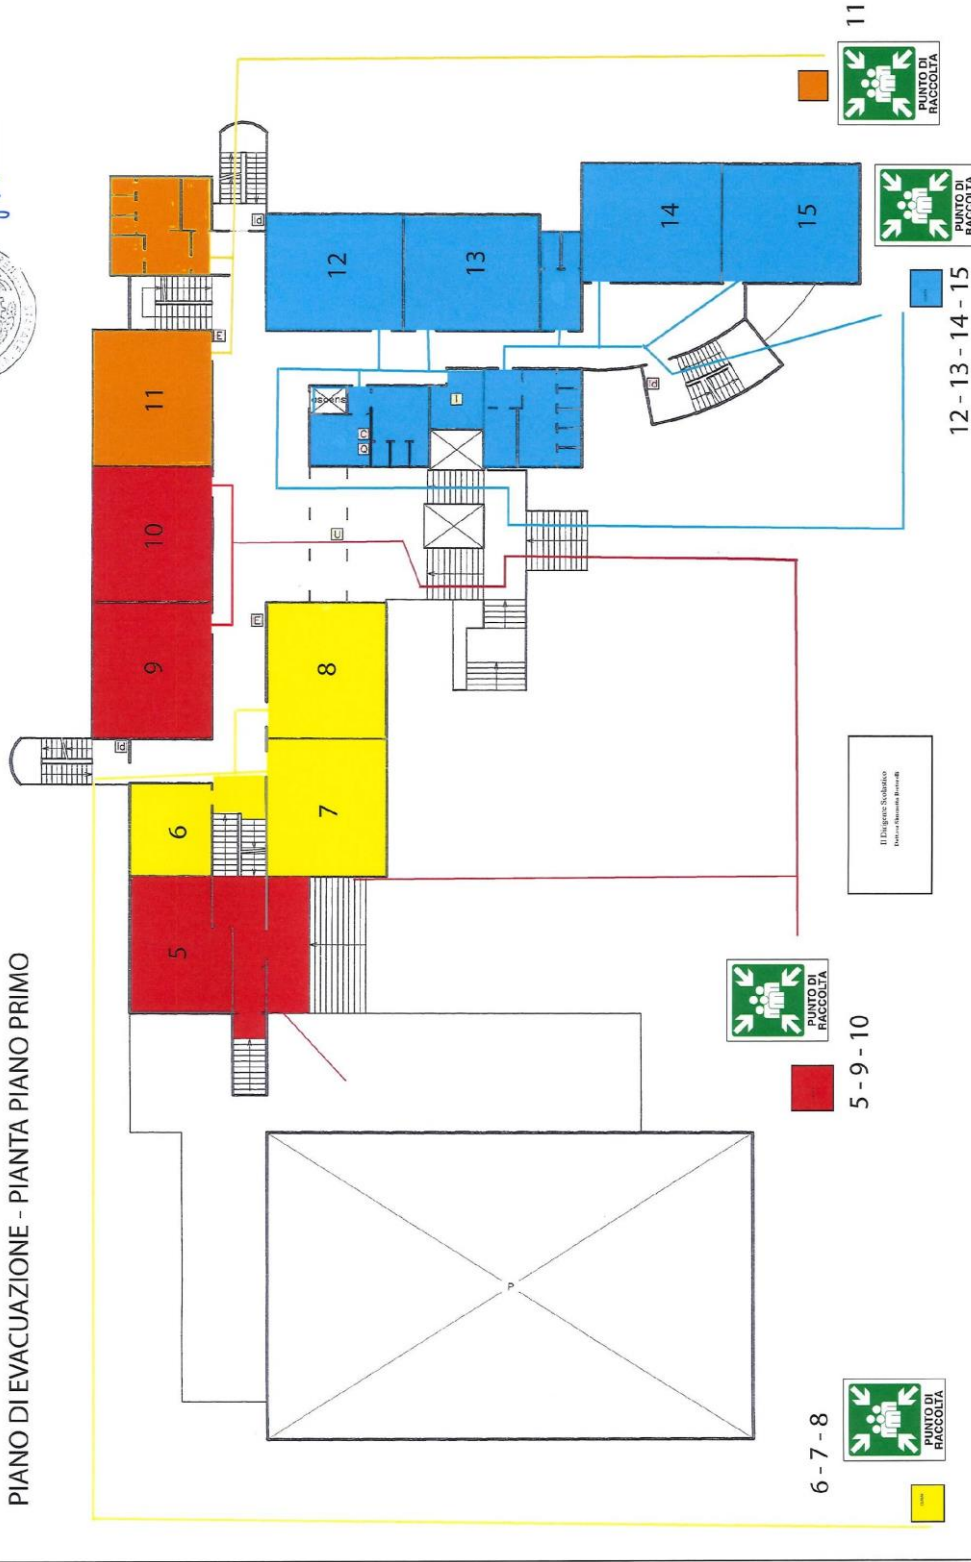 PIANO DI EVACUAZIONE - PIANTA PIANO PRIMO
5
6
7
8
9
10
11
12
13
14
15
P
6 - 7 - 8
PUNTO DI
RACCOLTA
5 - 9 - 10
PUNTO DI
RACCOLTA
12 - 13 - 14 - 15
PUNTO DI
RACCOLTA
11
PUNTO DI
RACCOLTA
Il Dirigente Scolastico